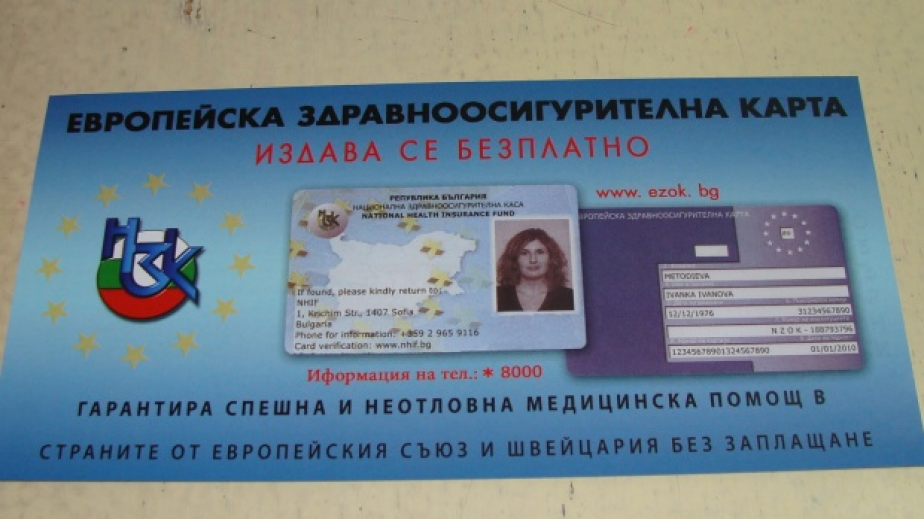 ЕВРОПЕЙСКА ЗДРАВНООСИГУРИТЕЛНА КАРТА
ИЗДАВА СЕ БЕЗПЛАТНО
www. ezok. bg
НЗОК
РЕПУБЛИКА БЪЛГАРИЯ
НАЦИОНАЛНА ЗДРАВНООСИГУРИТЕЛНА КАСА
NATIONAL HEALTH INSURANCE FUND
If found, please kindly return to:
NHIF
1, Krichim Str., 1407 Sofia
Bulgaria
Phone for information: +359 2 965 9116
Card verification: www.nhif.bg
ЕВРОПЕЙСКА ЗДРАВНООСИГУРИТЕЛНА КАРТА
METODIEVA
IVANKA IVANOVA
12/12/1976
31234567890
NZOK - 188793796
12345678901324567890
01/01/2010
Иформация на тел.: * 8000
ГАРАНТИРА СПЕШНА И НЕОТЛОВНА МЕДИЦИНСКА ПОМОЩ В
СТРАНИТЕ ОТ ЕВРОПЕЙСКИЯ СЪЮЗ И ШВЕЙЦАРИЯ БЕЗ ЗАПЛАЩАНЕ